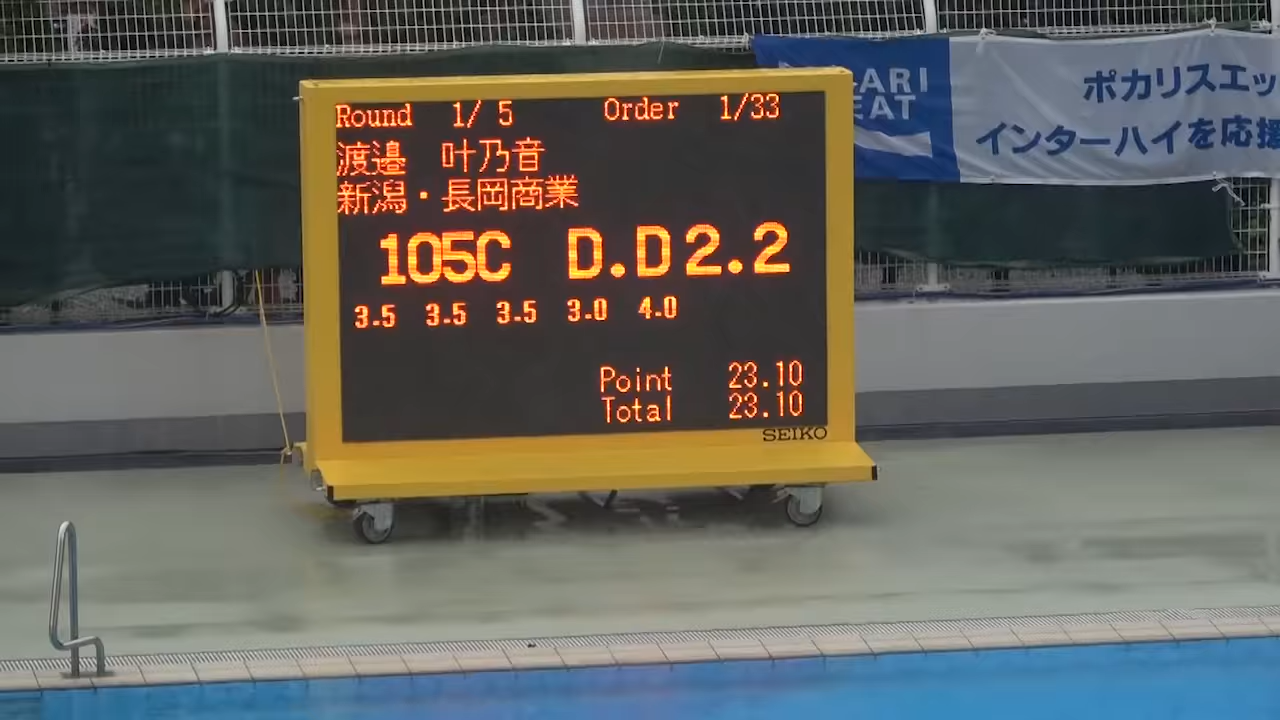 Round 1/ 5 Order 1/33
渡邉 叶乃音
新潟・長岡商業
105C D.D 2.2
3.5 3.5 3.5 3.0 4.0
Point 23.10
Total 23.10
SEIKO
ポカリスエッ
インターハイを応援